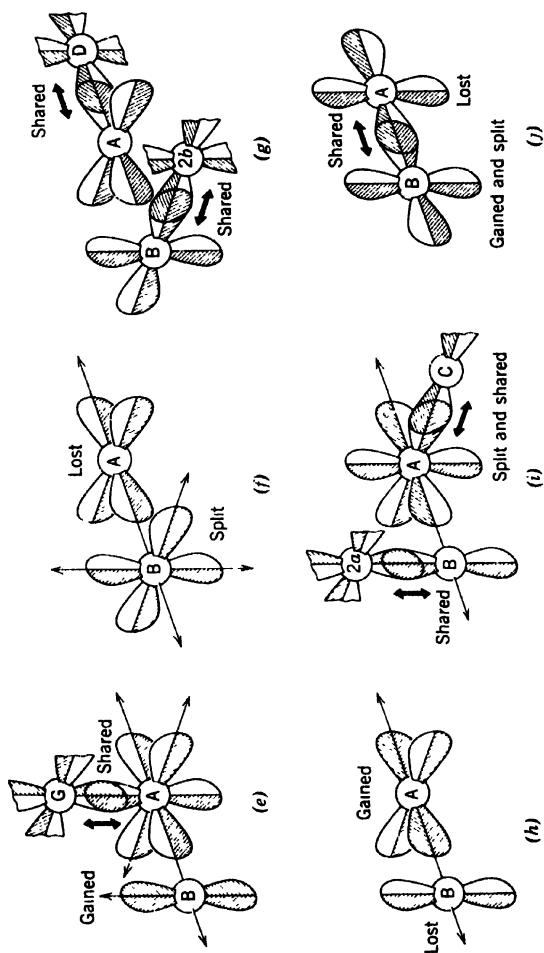 G
Shared
Gained
A
B
(e)
Lost
A
B
Split
(f)
D
Shared
A
B
2b
Shared
(g)
Gained
A
B
Lost
(h)
2a
A
C
B
Shared
Split and shared
(i)
Shared
A
B
Lost
Gained and split
(j)